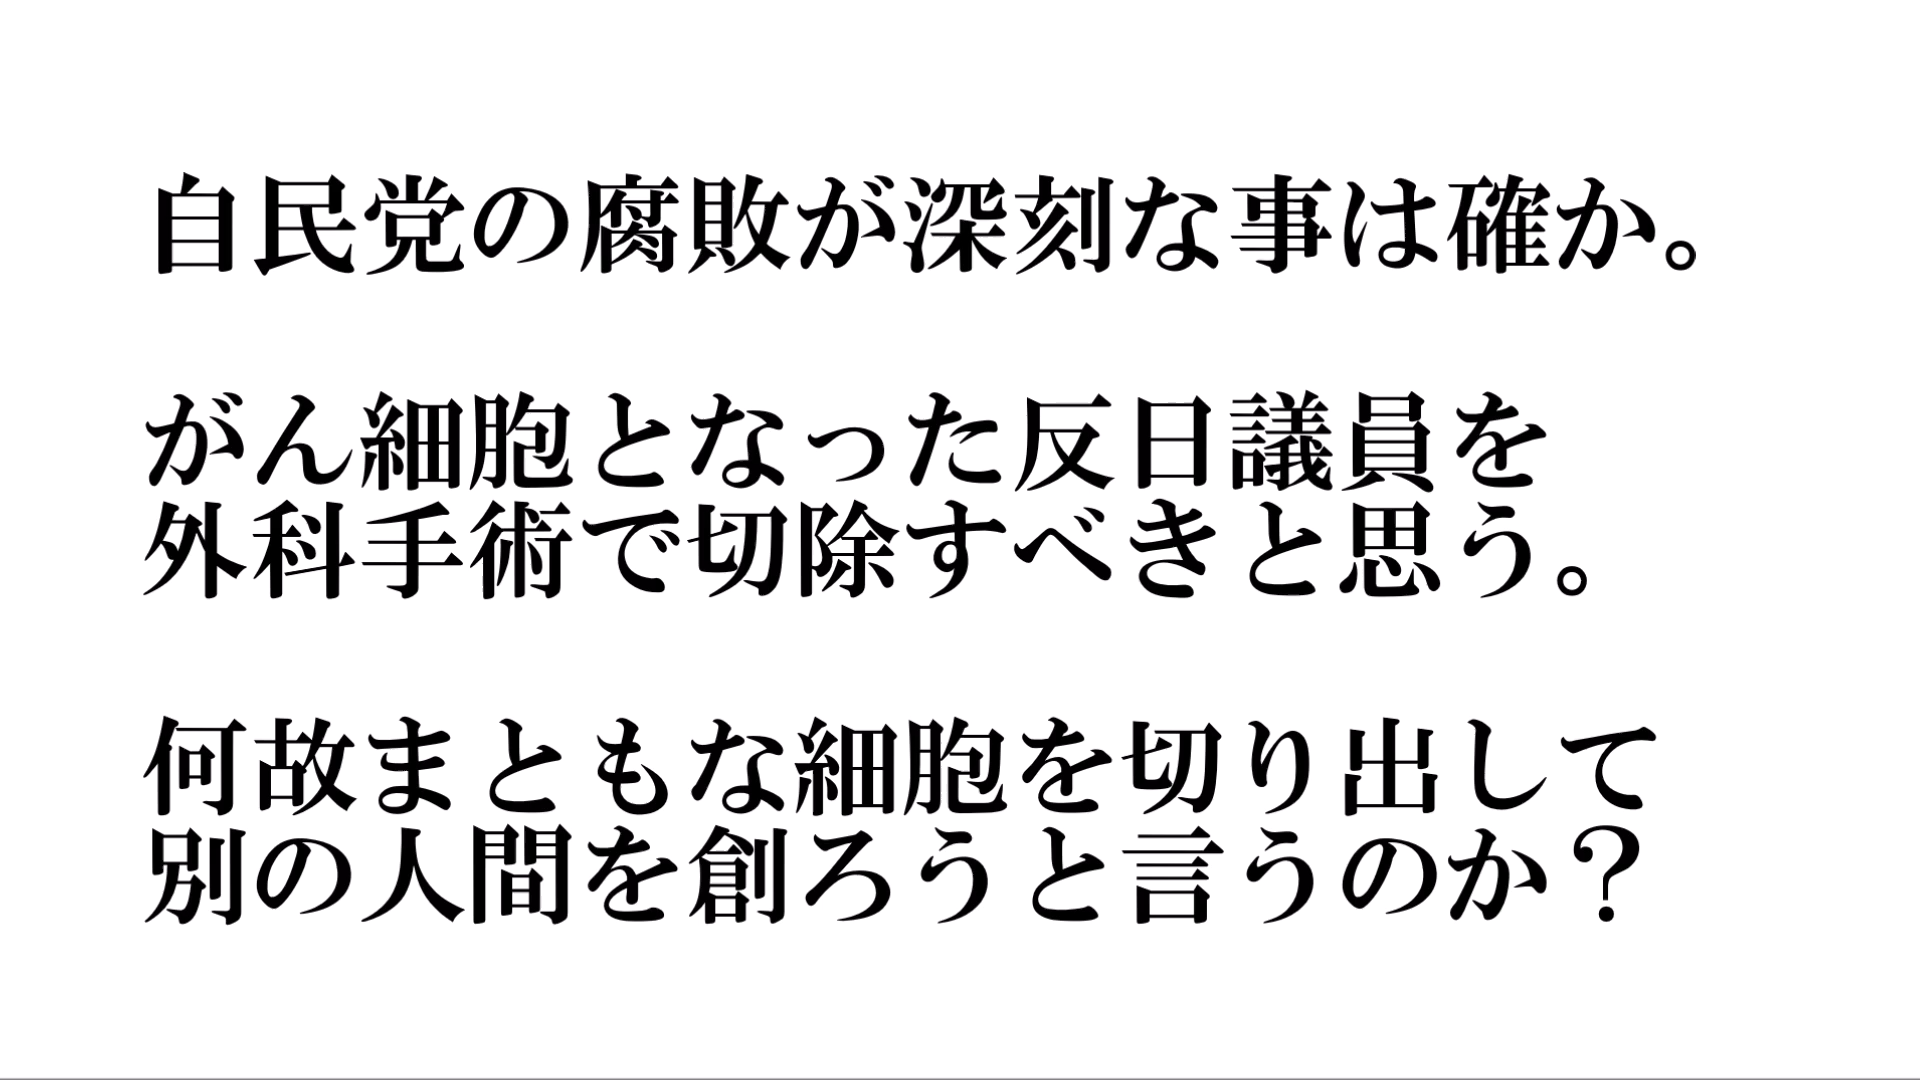 自民党の腐敗が深刻な事は確か。
がん細胞となった反日議員を
外科手術で切除すべきと思う。
何故まともな細胞を切り出して
別の人間を創ろうと言うのか？